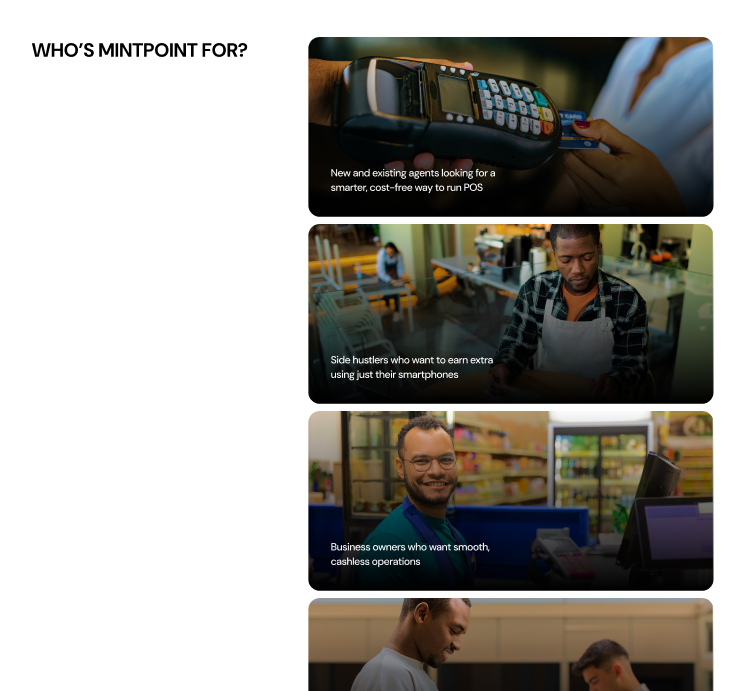 WHO’S MINTPOINT FOR?
New and existing agents looking for a
smarter, cost-free way to run POS
Side hustlers who want to earn extra
using just their smartphones
Business owners who want smooth,
cashless operations